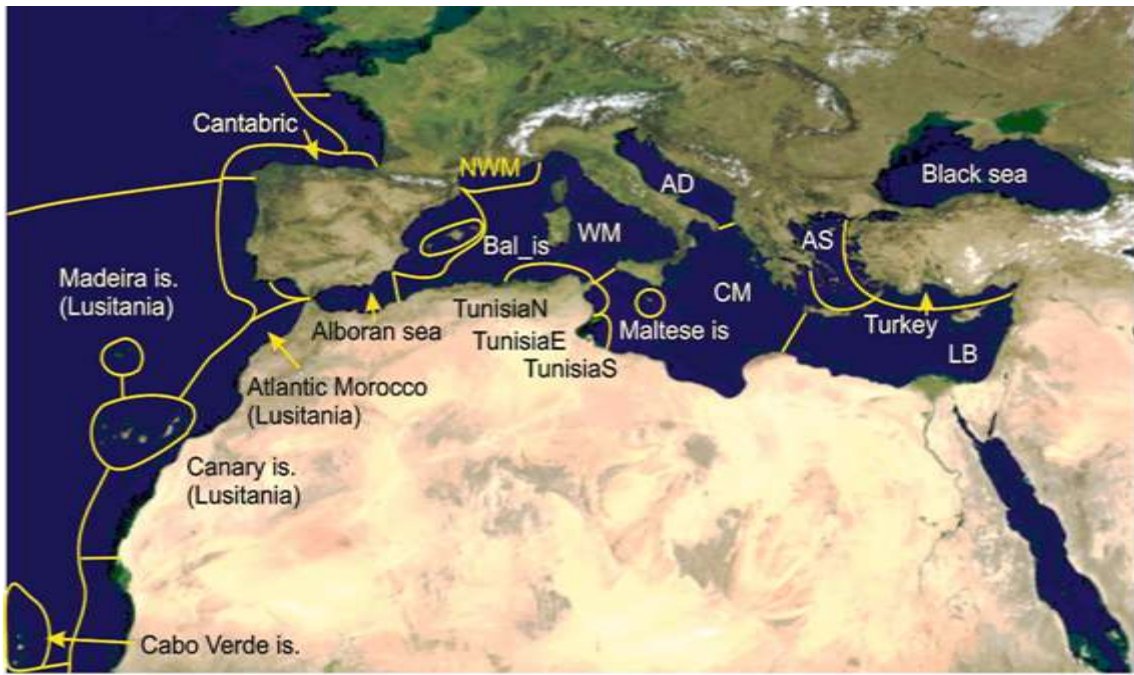 Cantabric
NWM
AD
Black sea
Bal_is
WM
AS
Madeira is.
(Lusitania)
CM
TunisiaN
Alboran sea
Maltese is
Turkey
TunisiaE
LB
TunisiaS
Atlantic Morocco
(Lusitania)
Canary is.
(Lusitania)
Cabo Verde is.